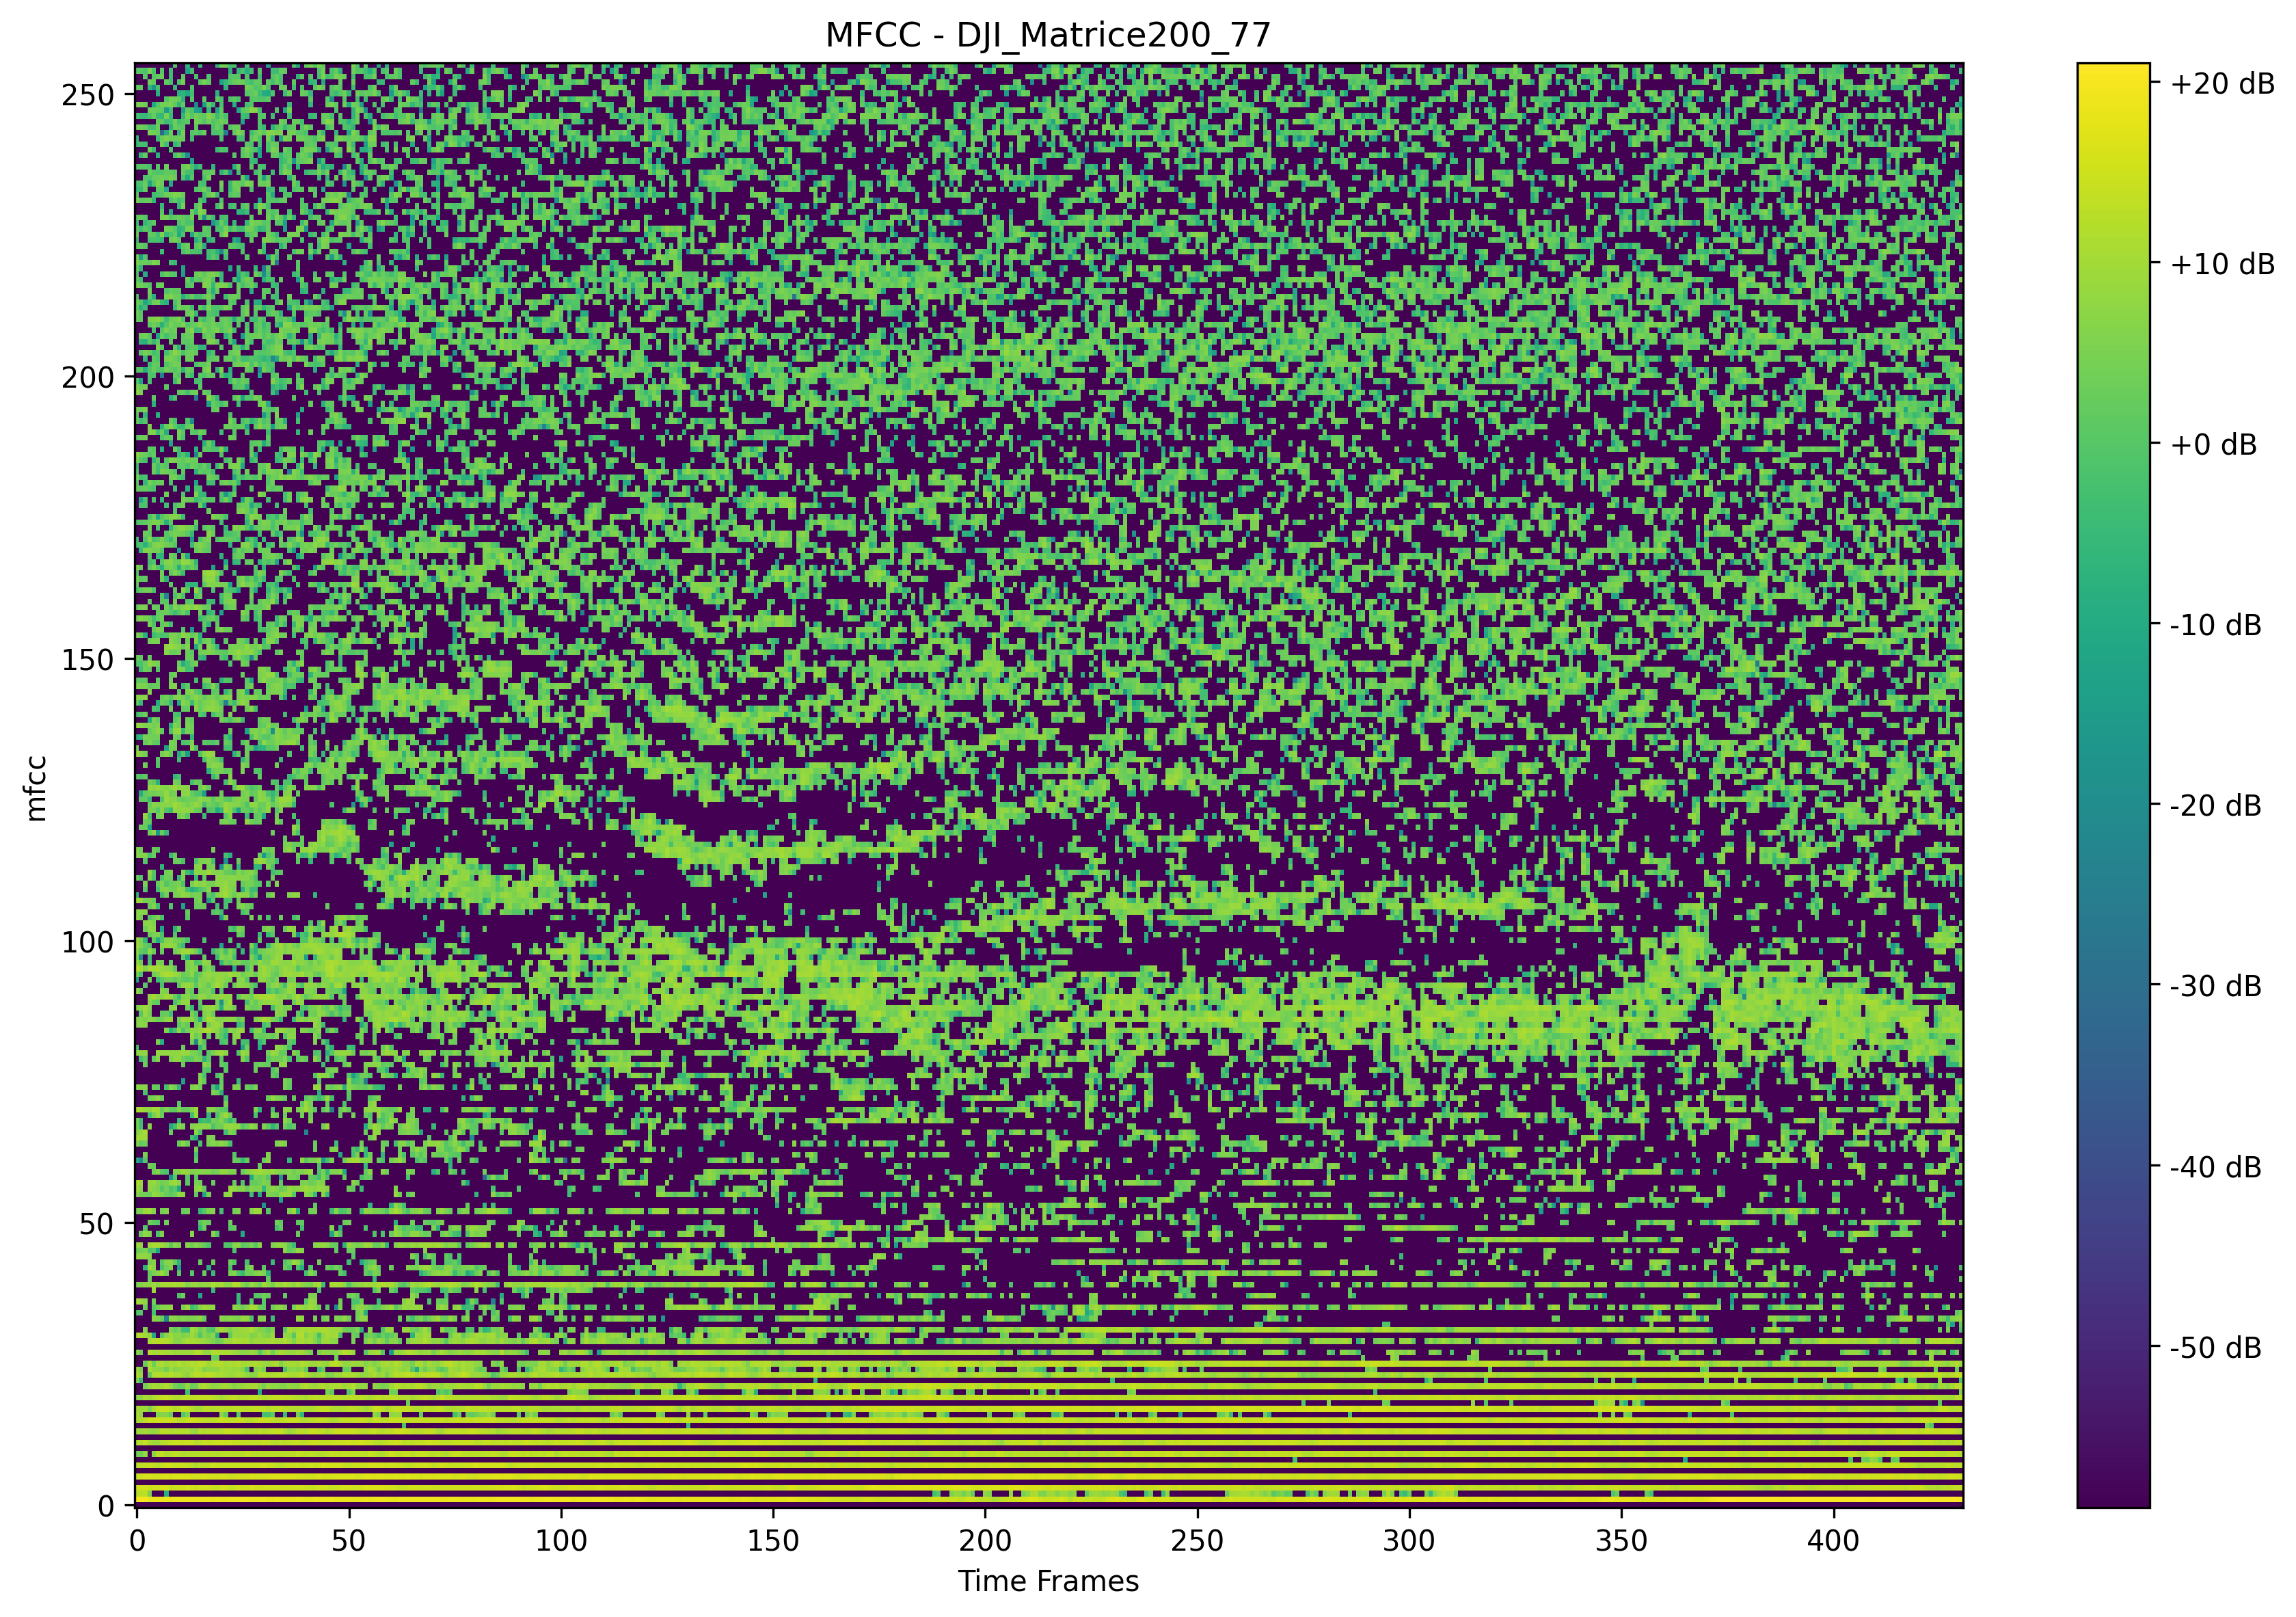 MFCC - DJI_Matrice200_77
mfcc
250
200
150
100
50
0
0 50 100 150 200 250 300 350 400
Time Frames
+20 dB
+10 dB
+0 dB
-10 dB
-20 dB
-30 dB
-40 dB
-50 dB